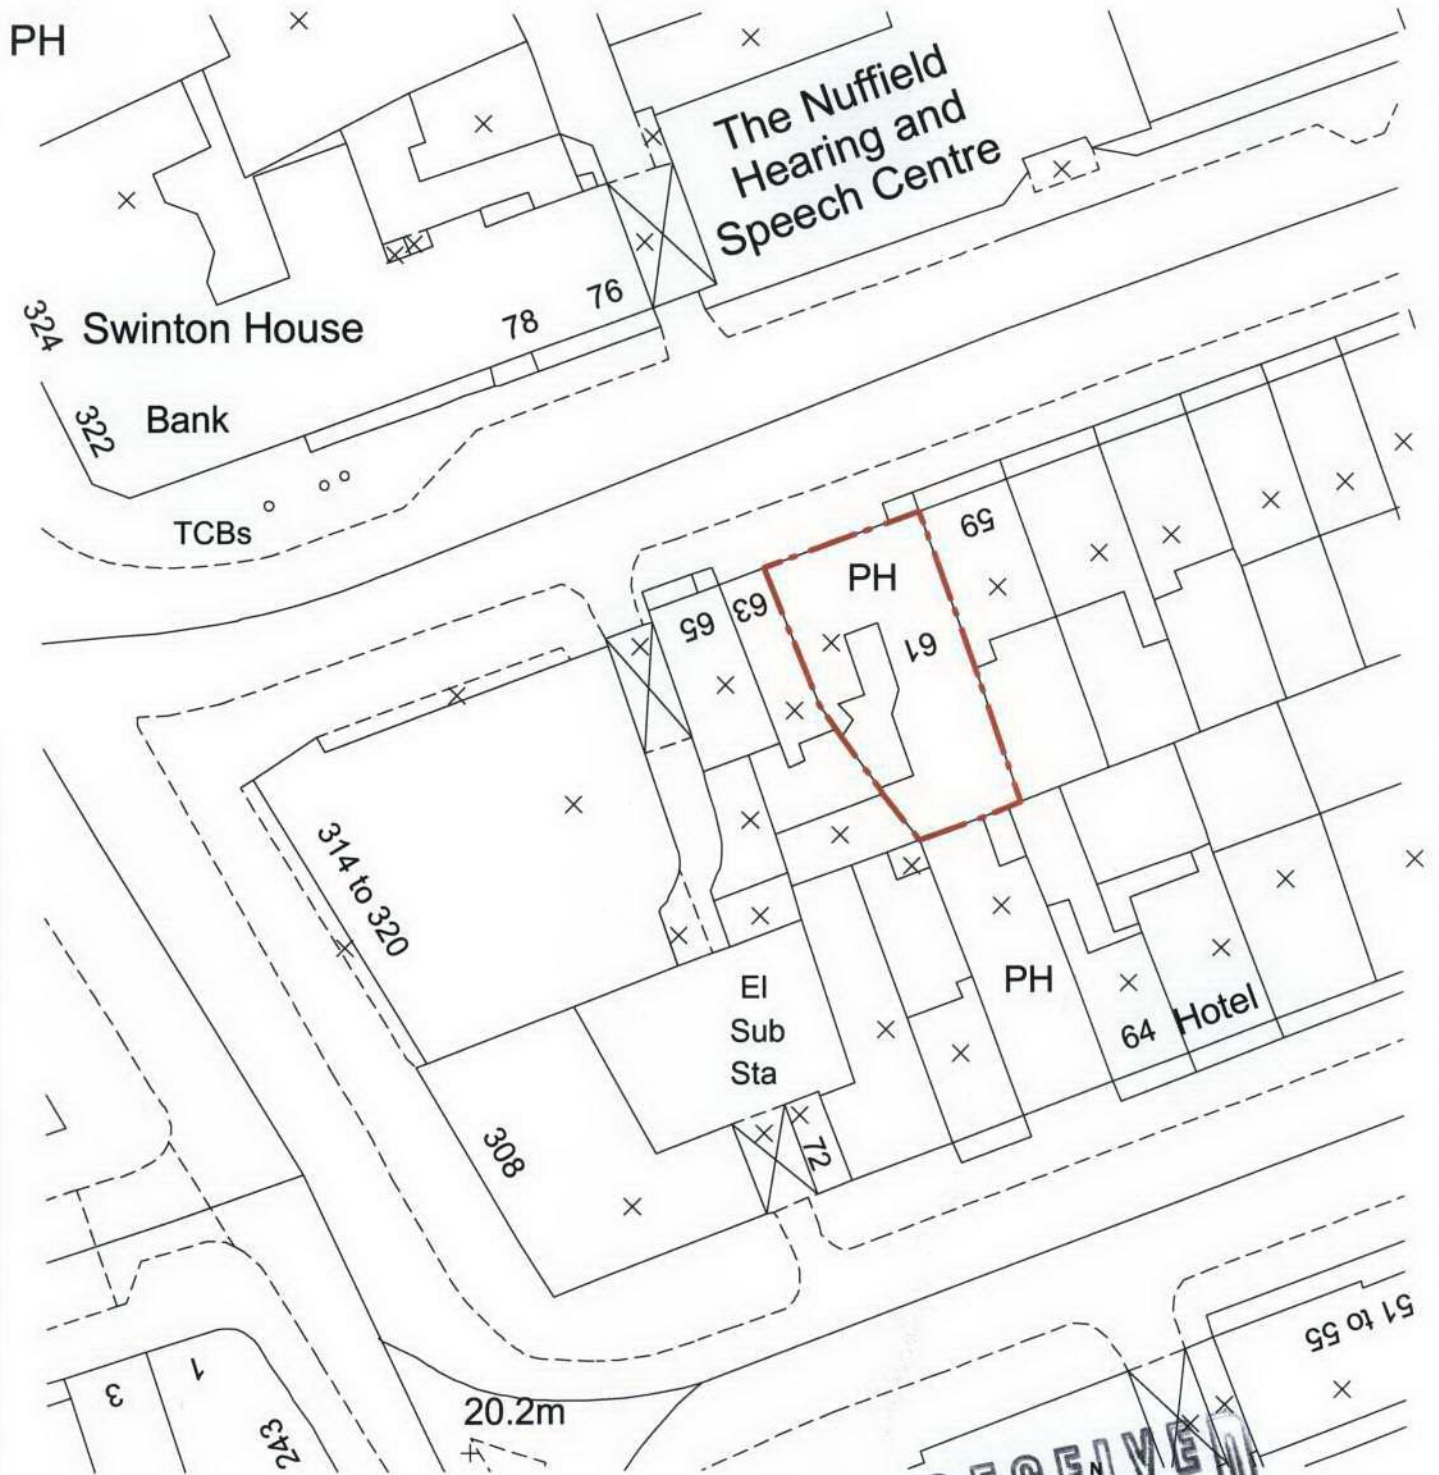 PH
The Nuffield
Hearing and
Speech Centre
76
78
324
Swinton House
322
Bank
TCBs
59
PH
63
65
61
314 to 320
El
Sub
Sta
PH
64
Hotel
308
72
51 to 55
3
1
243
20.2m
RECEIVED
N